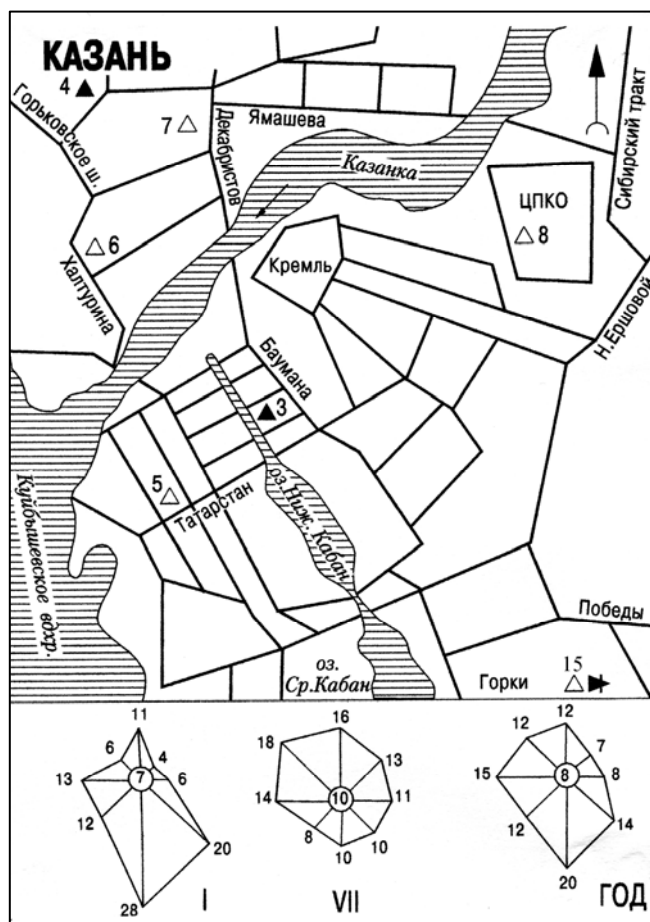 КАЗАНЬ
4
Горьковское ш.
7
Декабристов
Ямашева
Казанка
Сибирский тракт
ЦПКО
8
6
Халтурина
Кремль
Н.Ершовой
Баумана
3
5
Татарстан
оз. Ниж. Кабан
Куйбышевское
вдхр.
Победы
оз.
Ср.Кабан
Горки
15
11
6
4
13
7
6
12
20
28
I
16
18
13
14
10
11
8
10
10
VII
12
12
7
15
8
8
12
14
20
ГОД